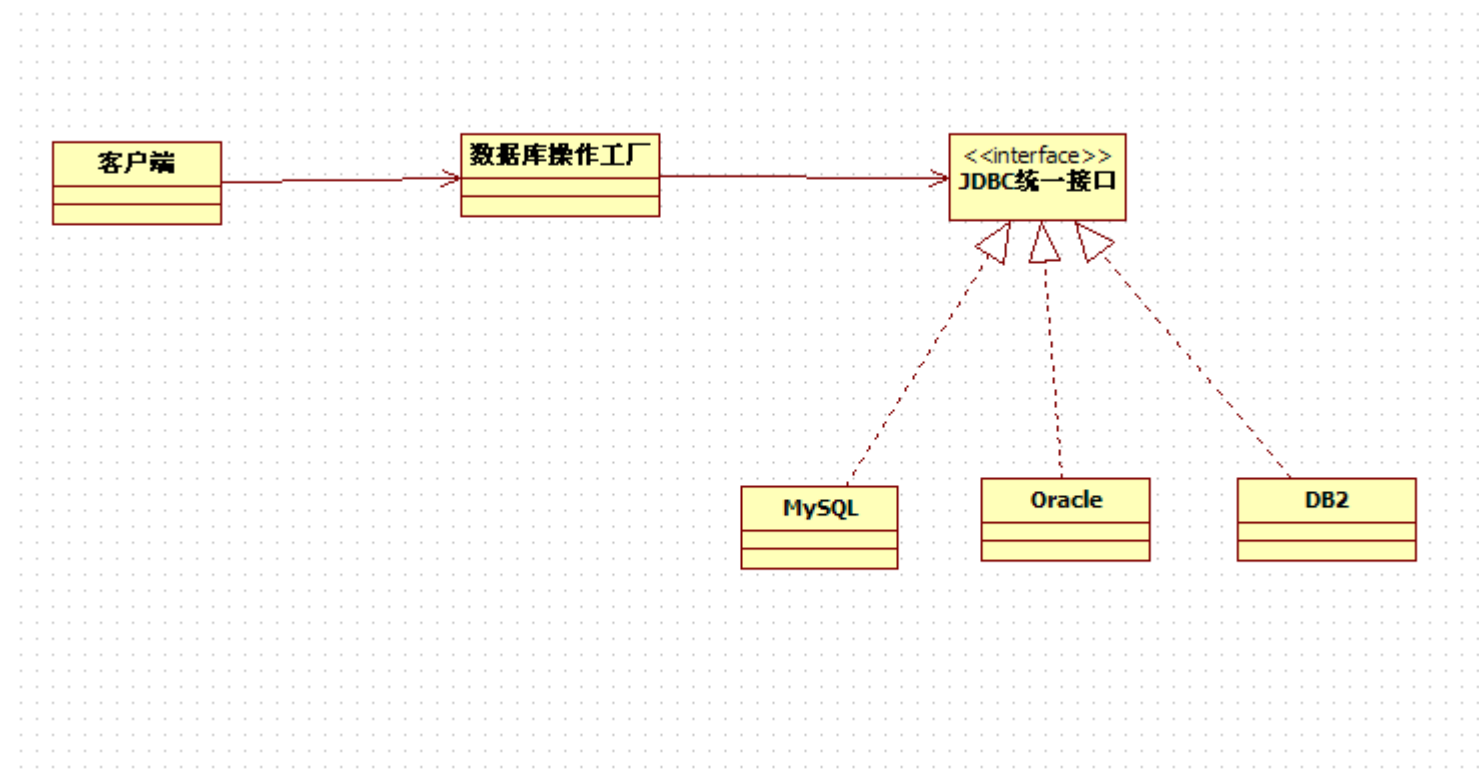 客户端
数据库操作工厂
<<interface>>
JDBC统一接口
MySQL
Oracle
DB2